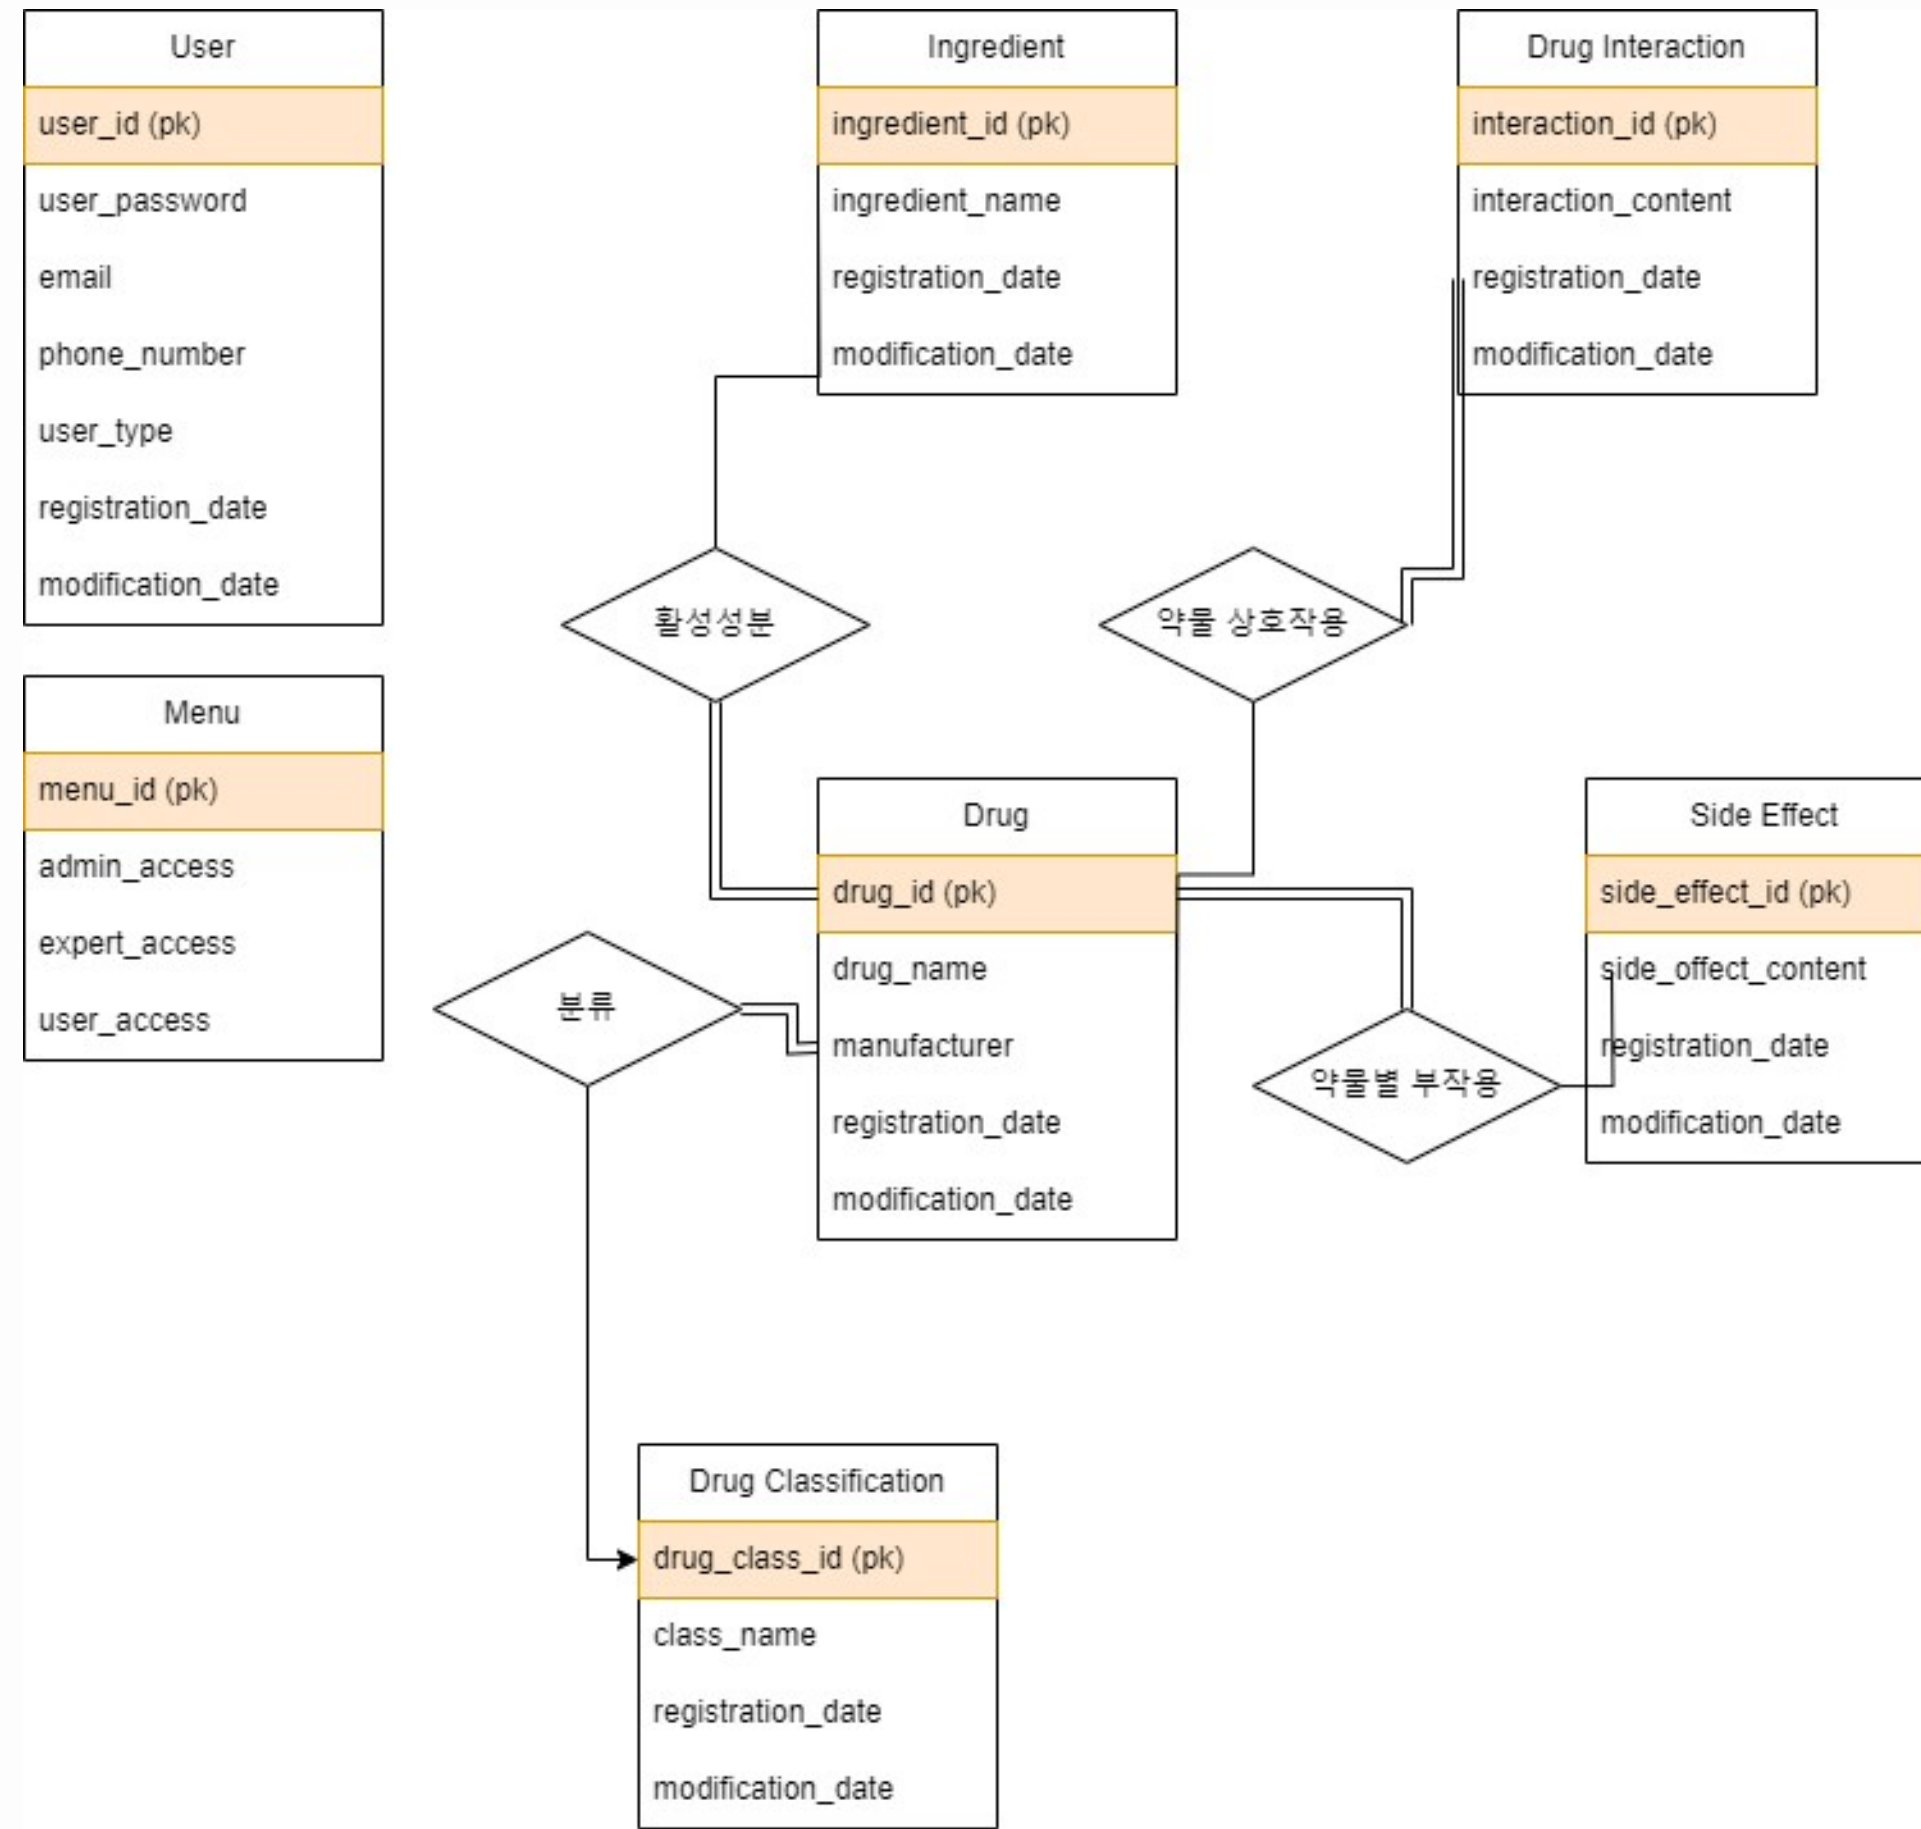 User
user_id (pk)
user_password
email
phone_number
user_type
registration_date
modification_date
Menu
menu_id (pk)
admin_access
expert_access
user_access
Ingredient
ingredient_id (pk)
ingredient_name
registration_date
modification_date
Drug Interaction
interaction_id (pk)
interaction_content
registration_date
modification_date
활성성분
약물 상호작용
Drug
drug_id (pk)
drug_name
manufacturer
registration_date
modification_date
Side Effect
side_effect_id (pk)
side_offect_content
registration_date
modification_date
분류
약물별 부작용
Drug Classification
drug_class_id (pk)
class_name
registration_date
modification_date